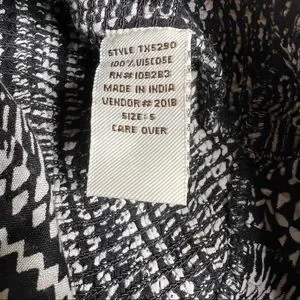 STYLE TX5290
100% VISCOSE
RN# 109283
MADE IN INDIA
VENDOR# 2018
SIZE: S
CARE OVER